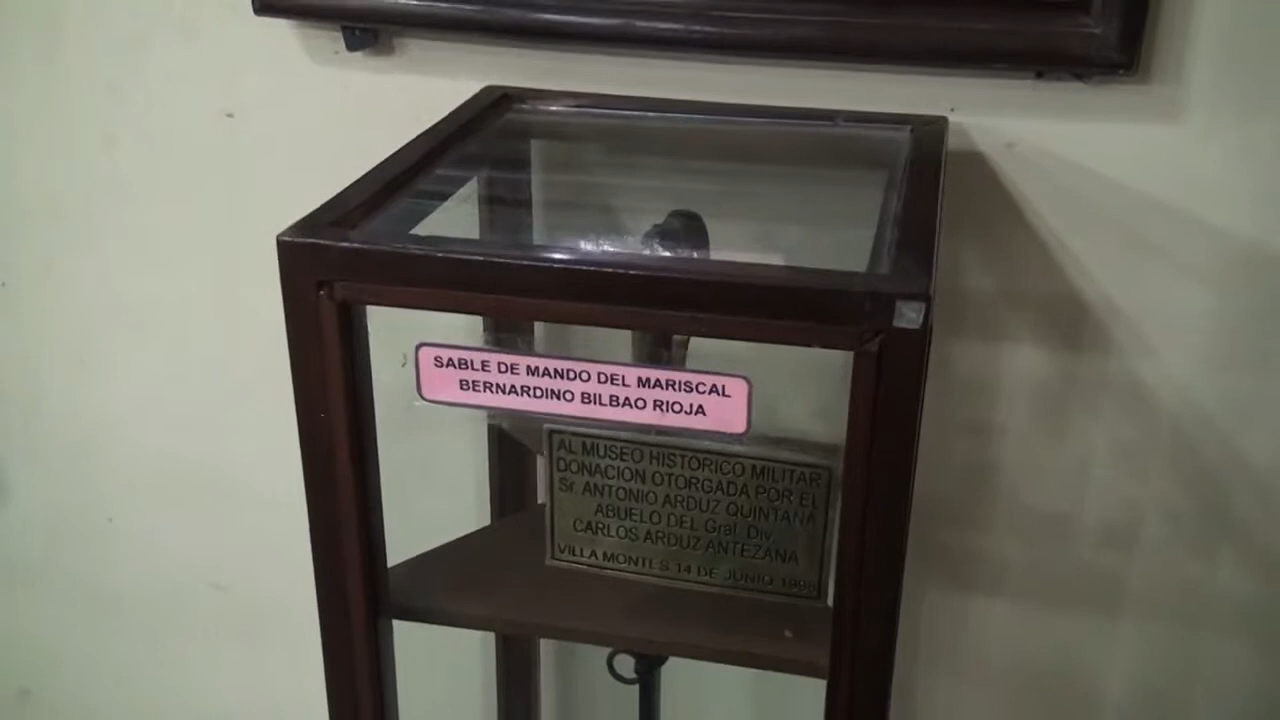 SABLE DE MANDO DEL MARISCAL
BERNARDINO BILBAO RIOJA
AL MUSEO HISTORICO MILITAR
DONACION OTORGADA POR EL
Sr. ANTONIO ARDUZ QUINTANA
ABUELO DEL Gral. Div.
CARLOS ARDUZ ANTEZANA
VILLA MONTES 14 DE JUNIO 1998